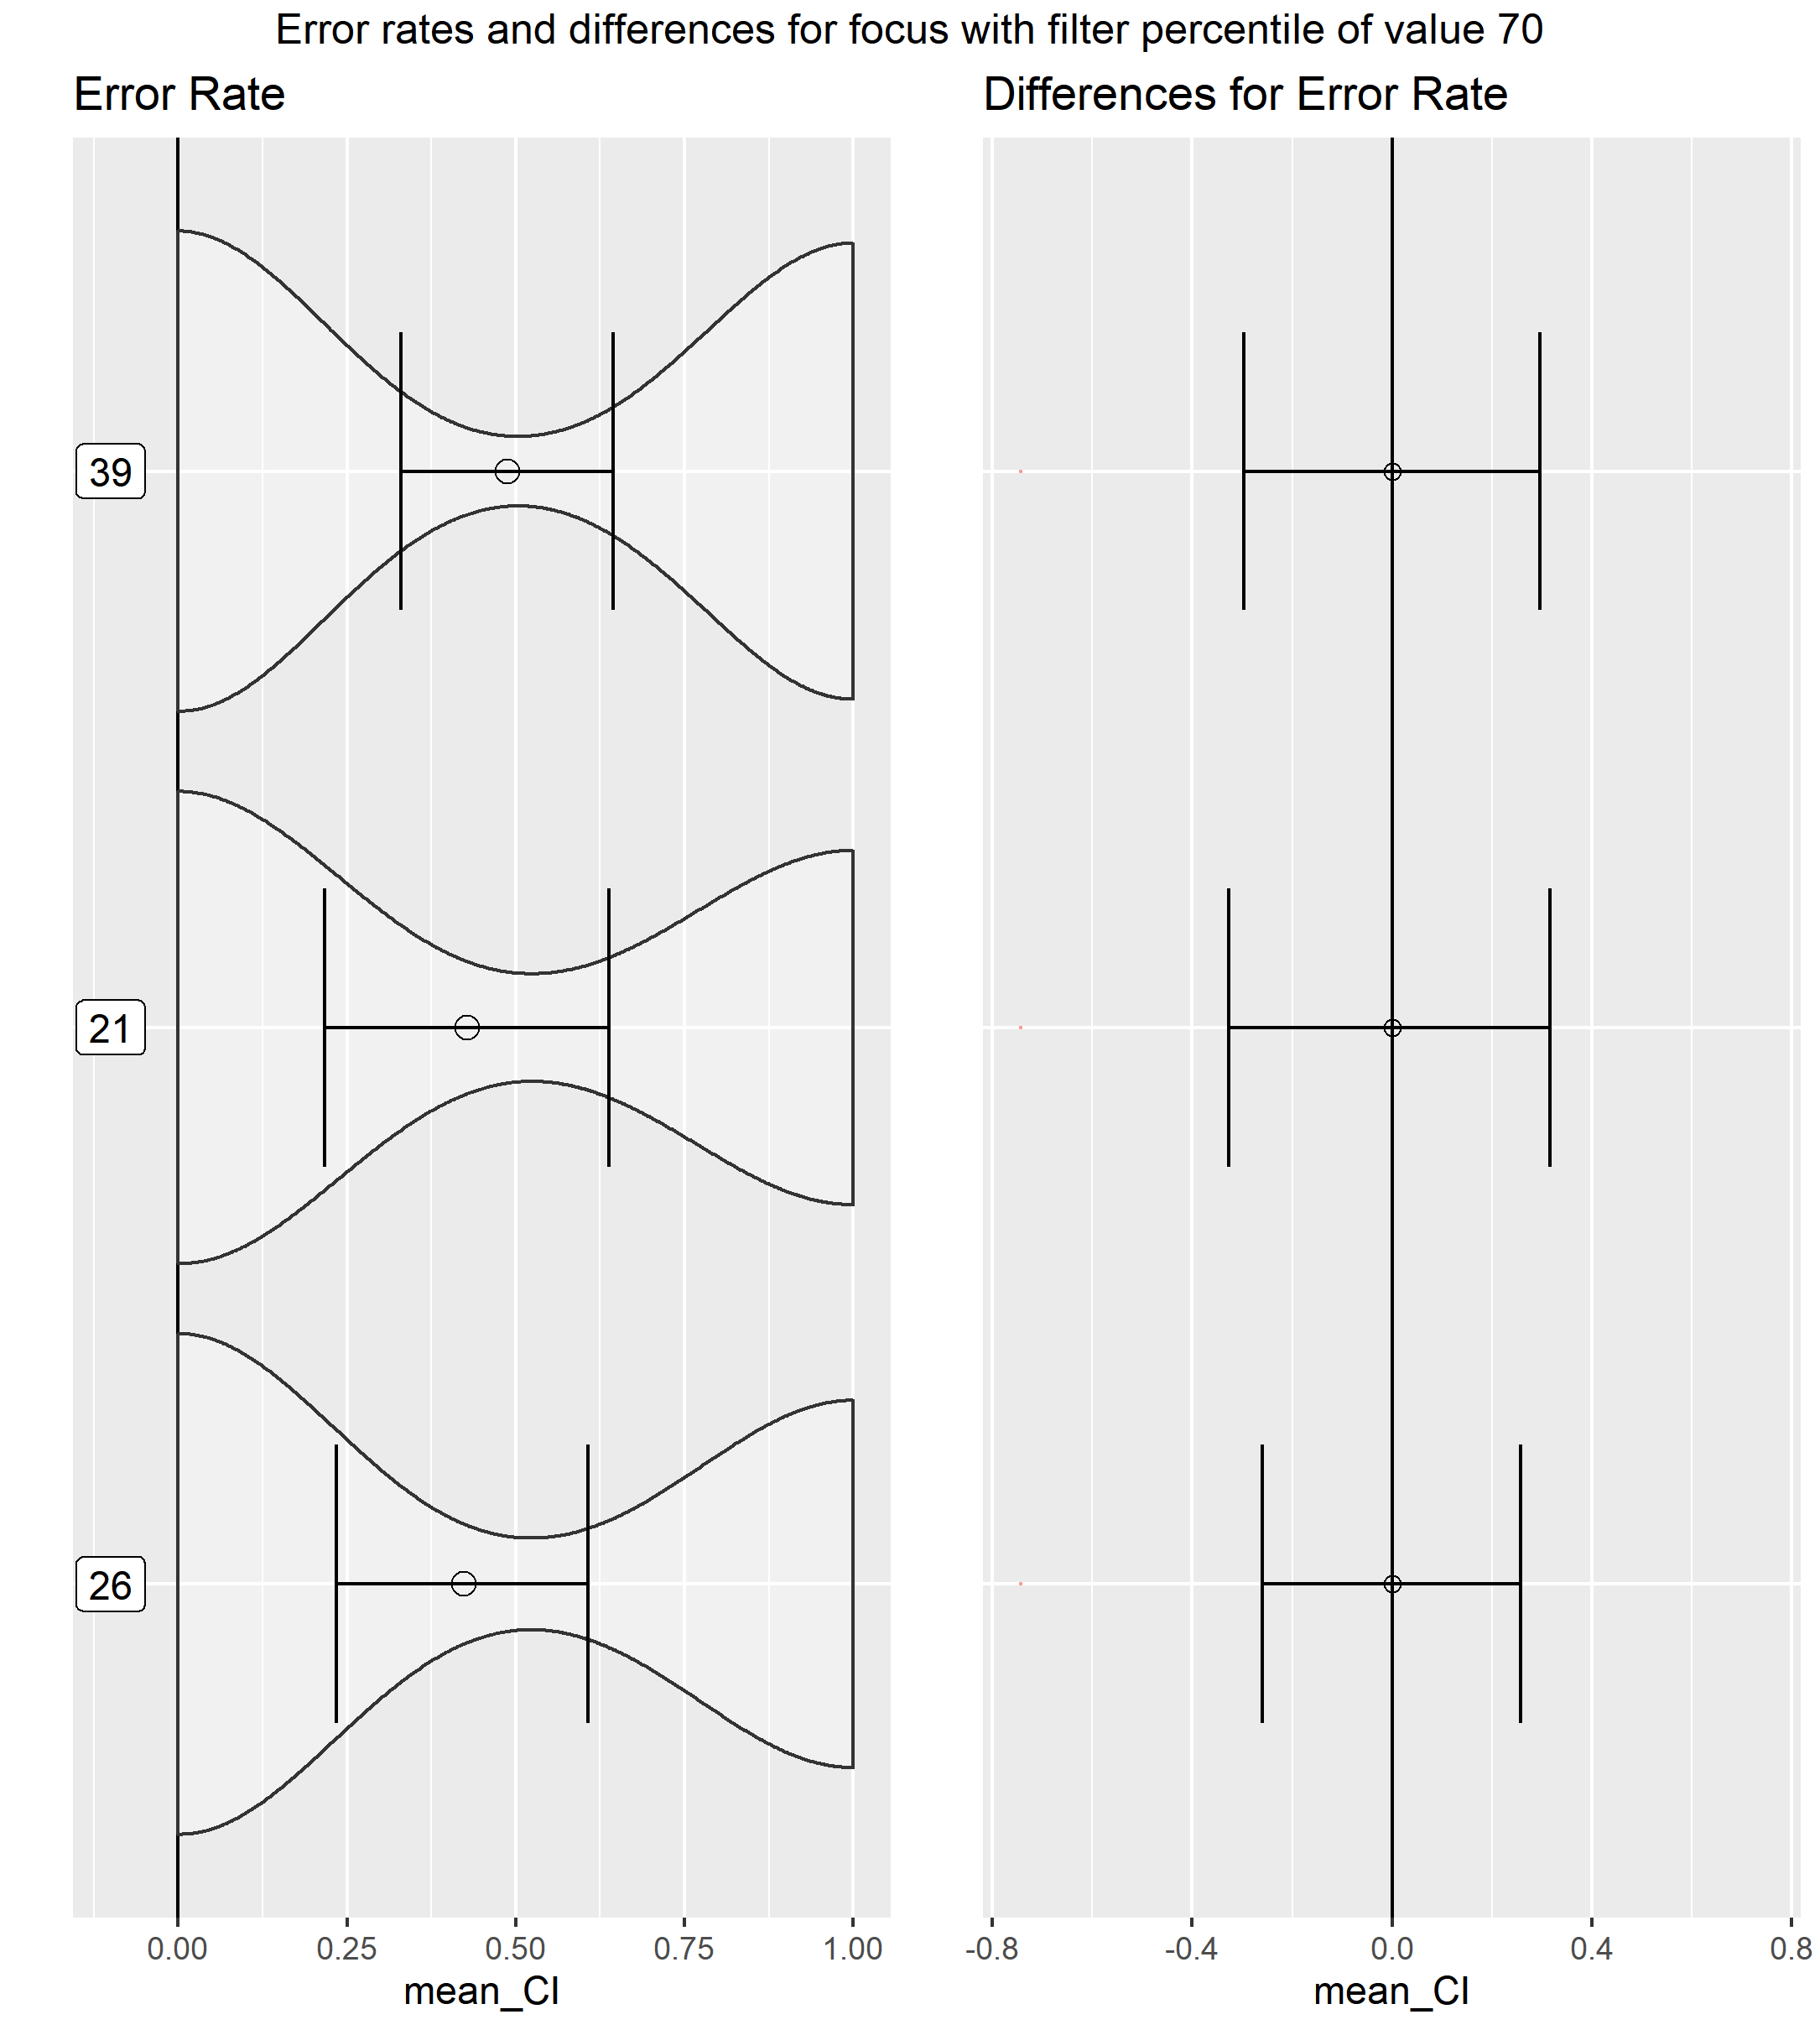 Error rates and differences for focus with filter percentile of value 70
Error Rate
Differences for Error Rate
39
21
26
0.00 0.25 0.50 0.75 1.00
-0.8 -0.4 0.0 0.4 0.8
mean_CI
mean_CI